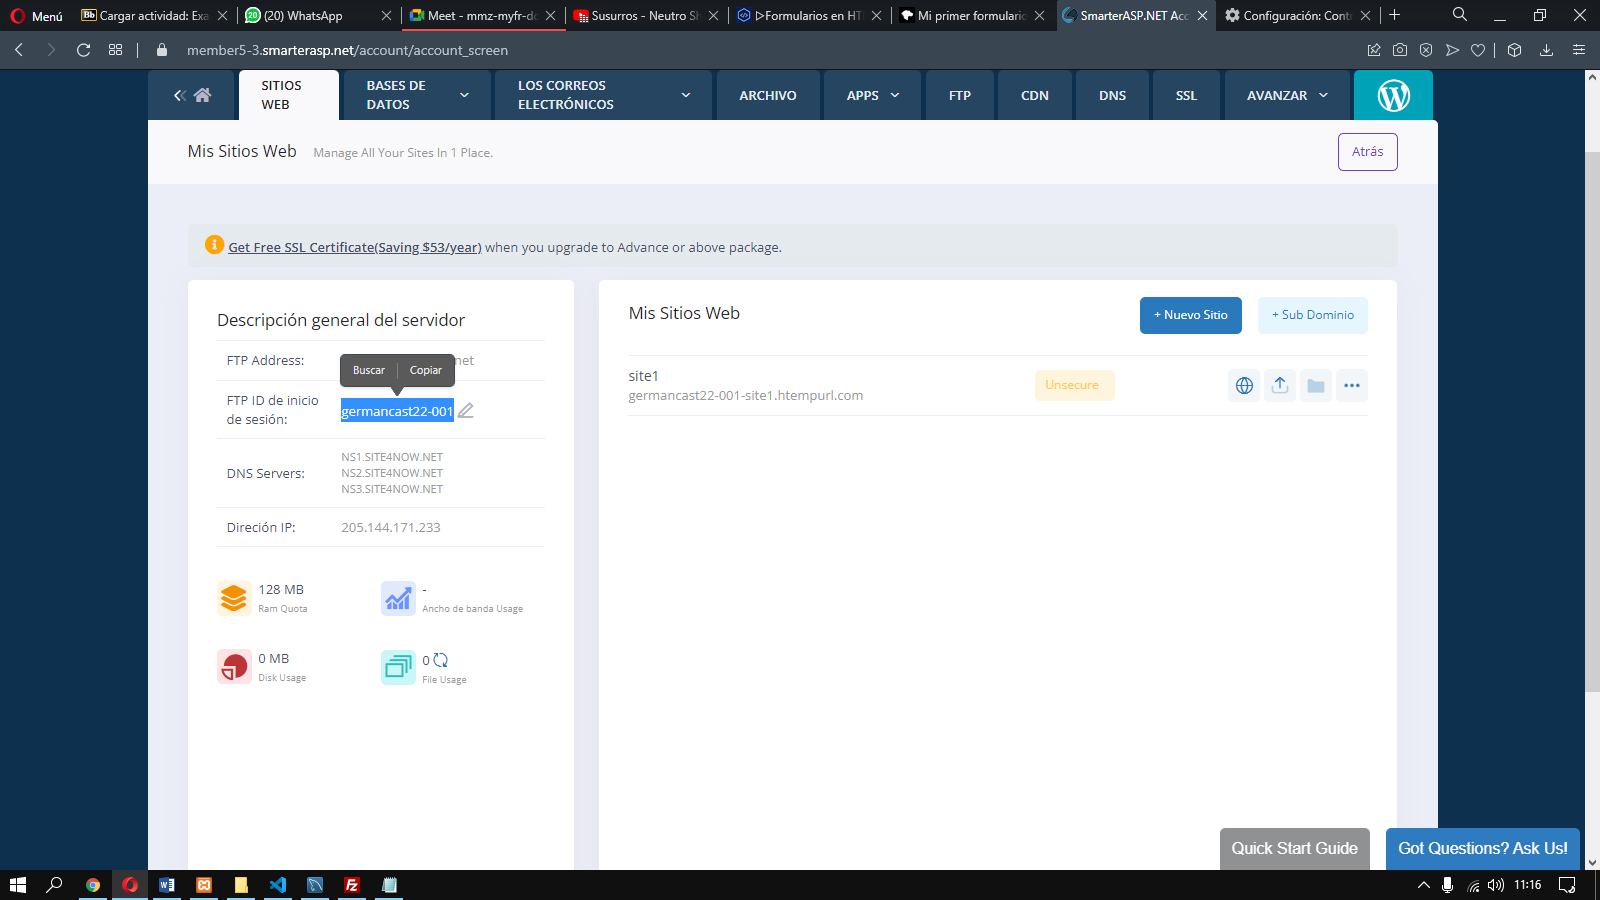 Menú
Cargar actividad: Exa
(20) WhatsApp
Meet - mmz-myfr-dc
Susurros - Neutro Sh
ᐅFormularios en HT
Mi primer formulario
SmarterASP.NET Acc
Configuración: Contr
member5-3.smarterasp.net/account/account_screen
SITIOS
WEB
BASES DE
DATOS
LOS CORREOS
ELECTRÓNICOS
ARCHIVO
APPS
FTP
CDN
DNS
SSL
AVANZAR
Mis Sitios Web
Manage All Your Sites In 1 Place.
Atrás
Get Free SSL Certificate(Saving $53/year) when you upgrade to Advance or above package.
Descripción general del servidor
FTP Address:
net
Buscar
Copiar
FTP ID de inicio
de sesión:
germancast22-001
DNS Servers:
NS1.SITE4NOW.NET
NS2.SITE4NOW.NET
NS3.SITE4NOW.NET
Direción IP:
205.144.171.233
128 MB
Ram Quota
-
Ancho de banda Usage
0 MB
Disk Usage
0
File Usage
Mis Sitios Web
+ Nuevo Sitio
+ Sub Dominio
site1
germancast22-001-site1.htempurl.com
Unsecure
Quick Start Guide
Got Questions? Ask Us!
11:16